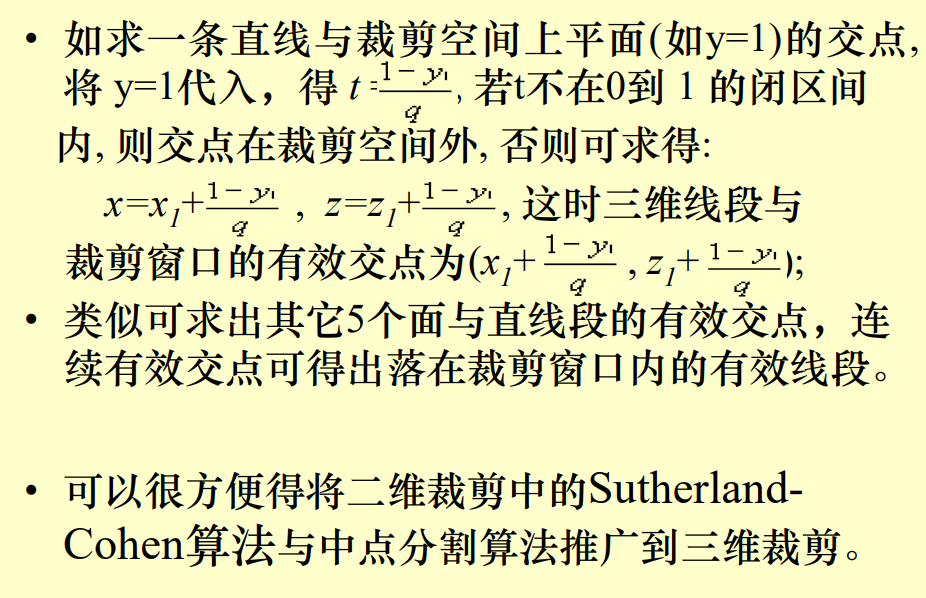 • 如求一条直线与裁剪空间上平面(如y=1)的交点,
将 y=1代入，得 t=\frac{1-y_1}{q}, 若t不在0到 1 的闭区间
内, 则交点在裁剪空间外, 否则可求得:
x=x_1+\frac{1-y_1}{q} , z=z_1+\frac{1-y_1}{q}, 这时三维线段与
裁剪窗口的有效交点为(x_1+\frac{1-y_1}{q} , z_1+\frac{1-y_1}{q});
• 类似可求出其它5个面与直线段的有效交点，连
续有效交点可得出落在裁剪窗口内的有效线段。
• 可以很方便得将二维裁剪中的Sutherland-
Cohen算法与中点分割算法推广到三维裁剪。